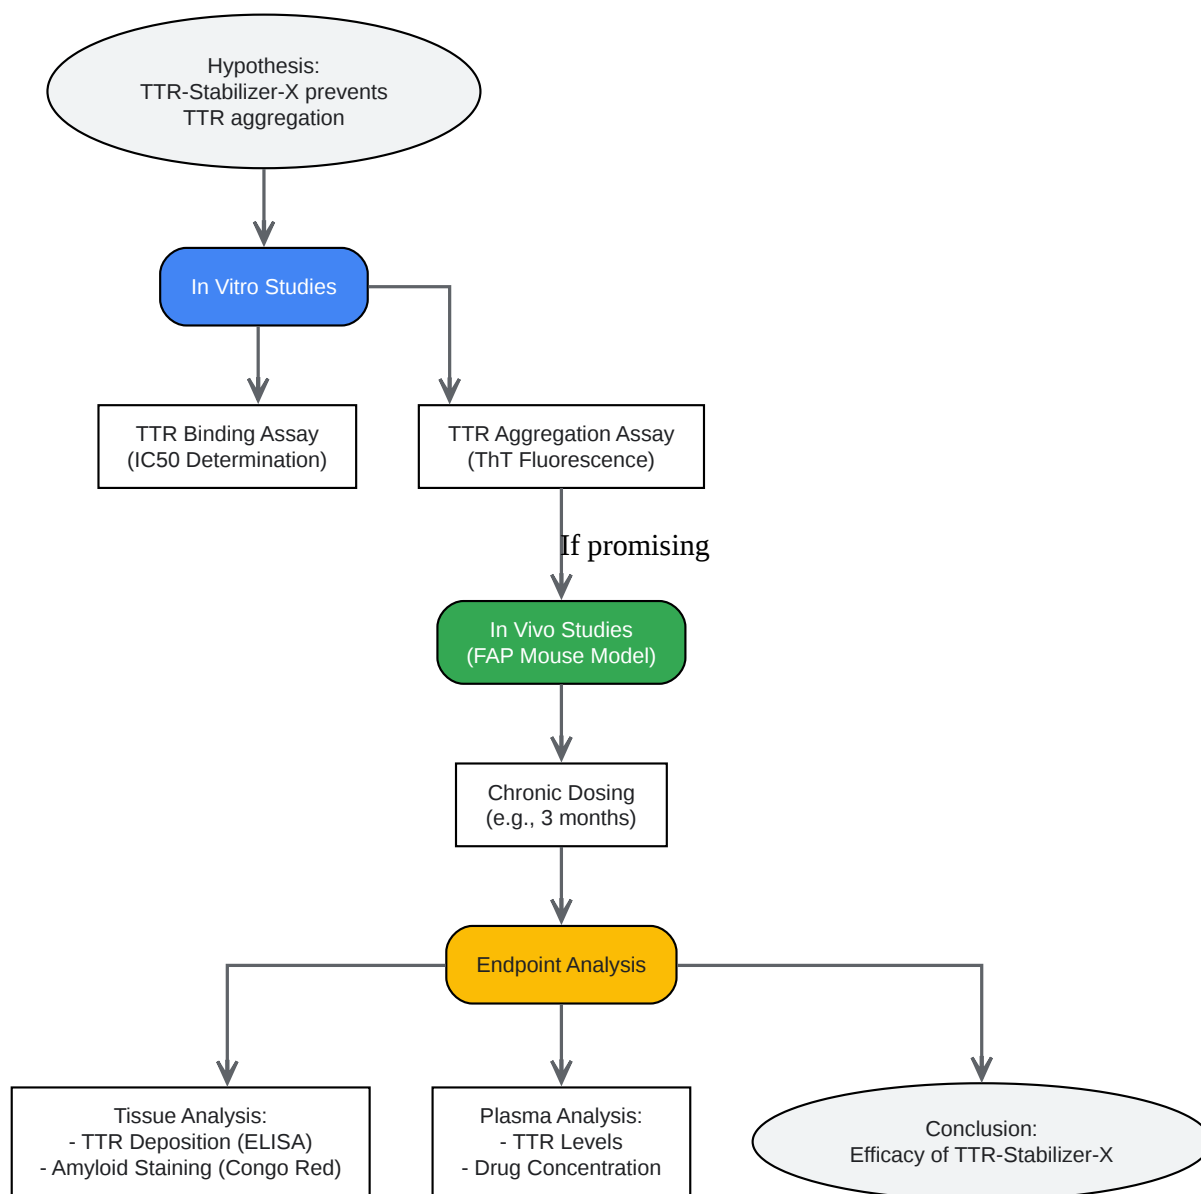 Hypothesis:
TTR-Stabilizer-X prevents
TTR aggregation
In Vitro Studies
TTR Binding Assay
(IC50 Determination)
TTR Aggregation Assay
(ThT Fluorescence)
If promising
In Vivo Studies
(FAP Mouse Model)
Chronic Dosing
(e.g., 3 months)
Endpoint Analysis
Tissue Analysis:
- TTR Deposition (ELISA)
- Amyloid Staining (Congo Red)
Plasma Analysis:
- TTR Levels
- Drug Concentration
Conclusion:
Efficacy of TTR-Stabilizer-X